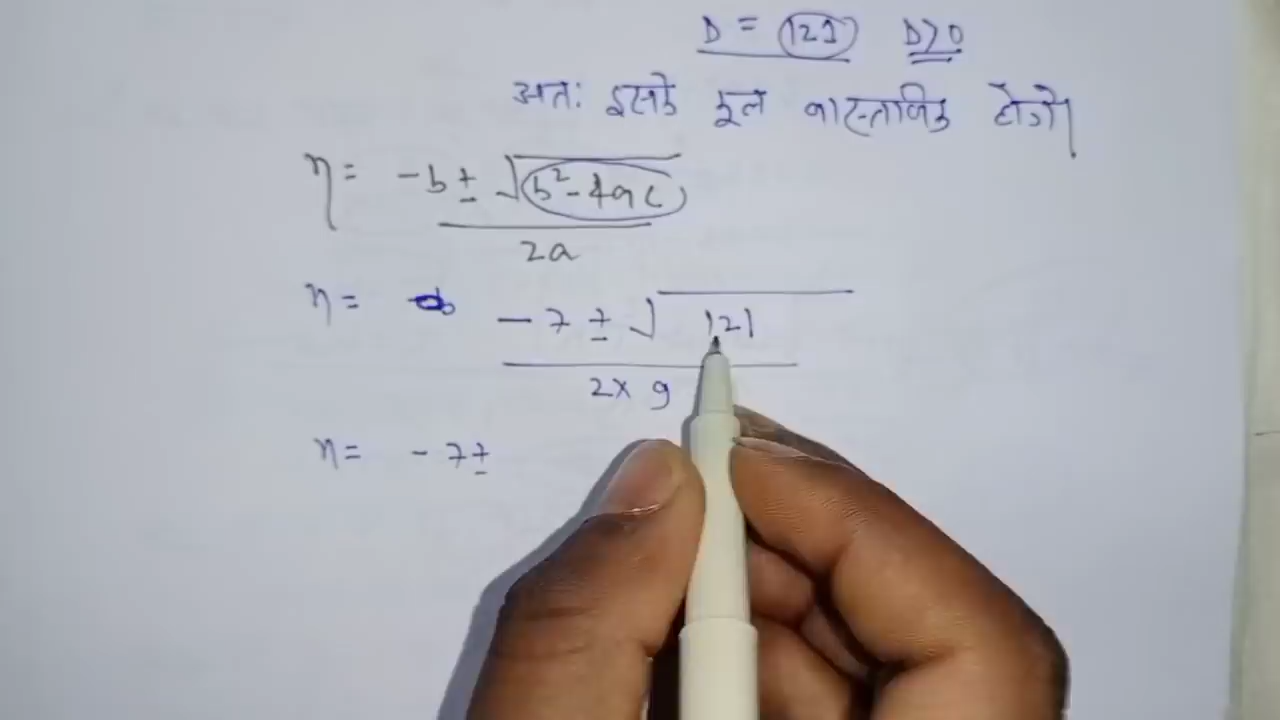 D = 121 D>0
अतः इसके मूल वास्तविक होंगे।
x = -b ± √b²-4ac
2a
x = -7 ± √121
2x9
x = -7±